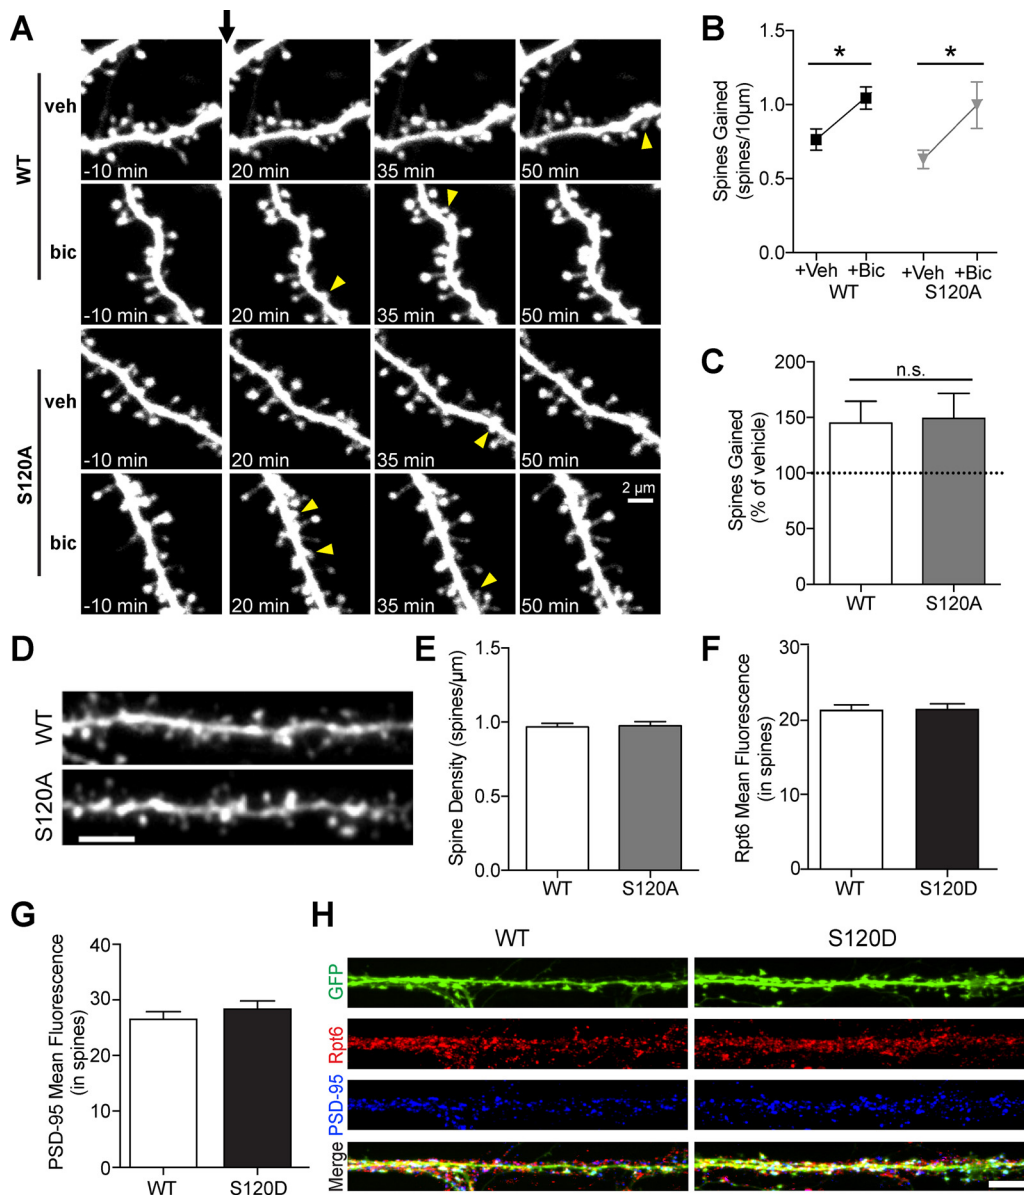 A
WT
veh
-10 min
20 min
35 min
50 min
bic
-10 min
20 min
35 min
50 min
S120A
veh
-10 min
20 min
35 min
50 min
bic
2 µm
-10 min
20 min
35 min
50 min
B
Spines Gained
(spines/10µm)
1.5
1.0
0.5
0.0
*
*
+Veh +Bic +Veh +Bic
WT S120A
C
Spines Gained
(% of vehicle)
200
150
100
50
0
n.s.
WT S120A
D
WT
S120A
E
Spine Density (spines/µm)
1.5
1.0
0.5
0.0
WT S120A
F
Rpt6 Mean Fluorescence
(in spines)
30
20
10
0
WT S120D
G
PSD-95 Mean Fluorescence
(in spines)
40
30
20
10
0
WT S120D
H
WT S120D
GFP
Rpt6
PSD-95
Merge